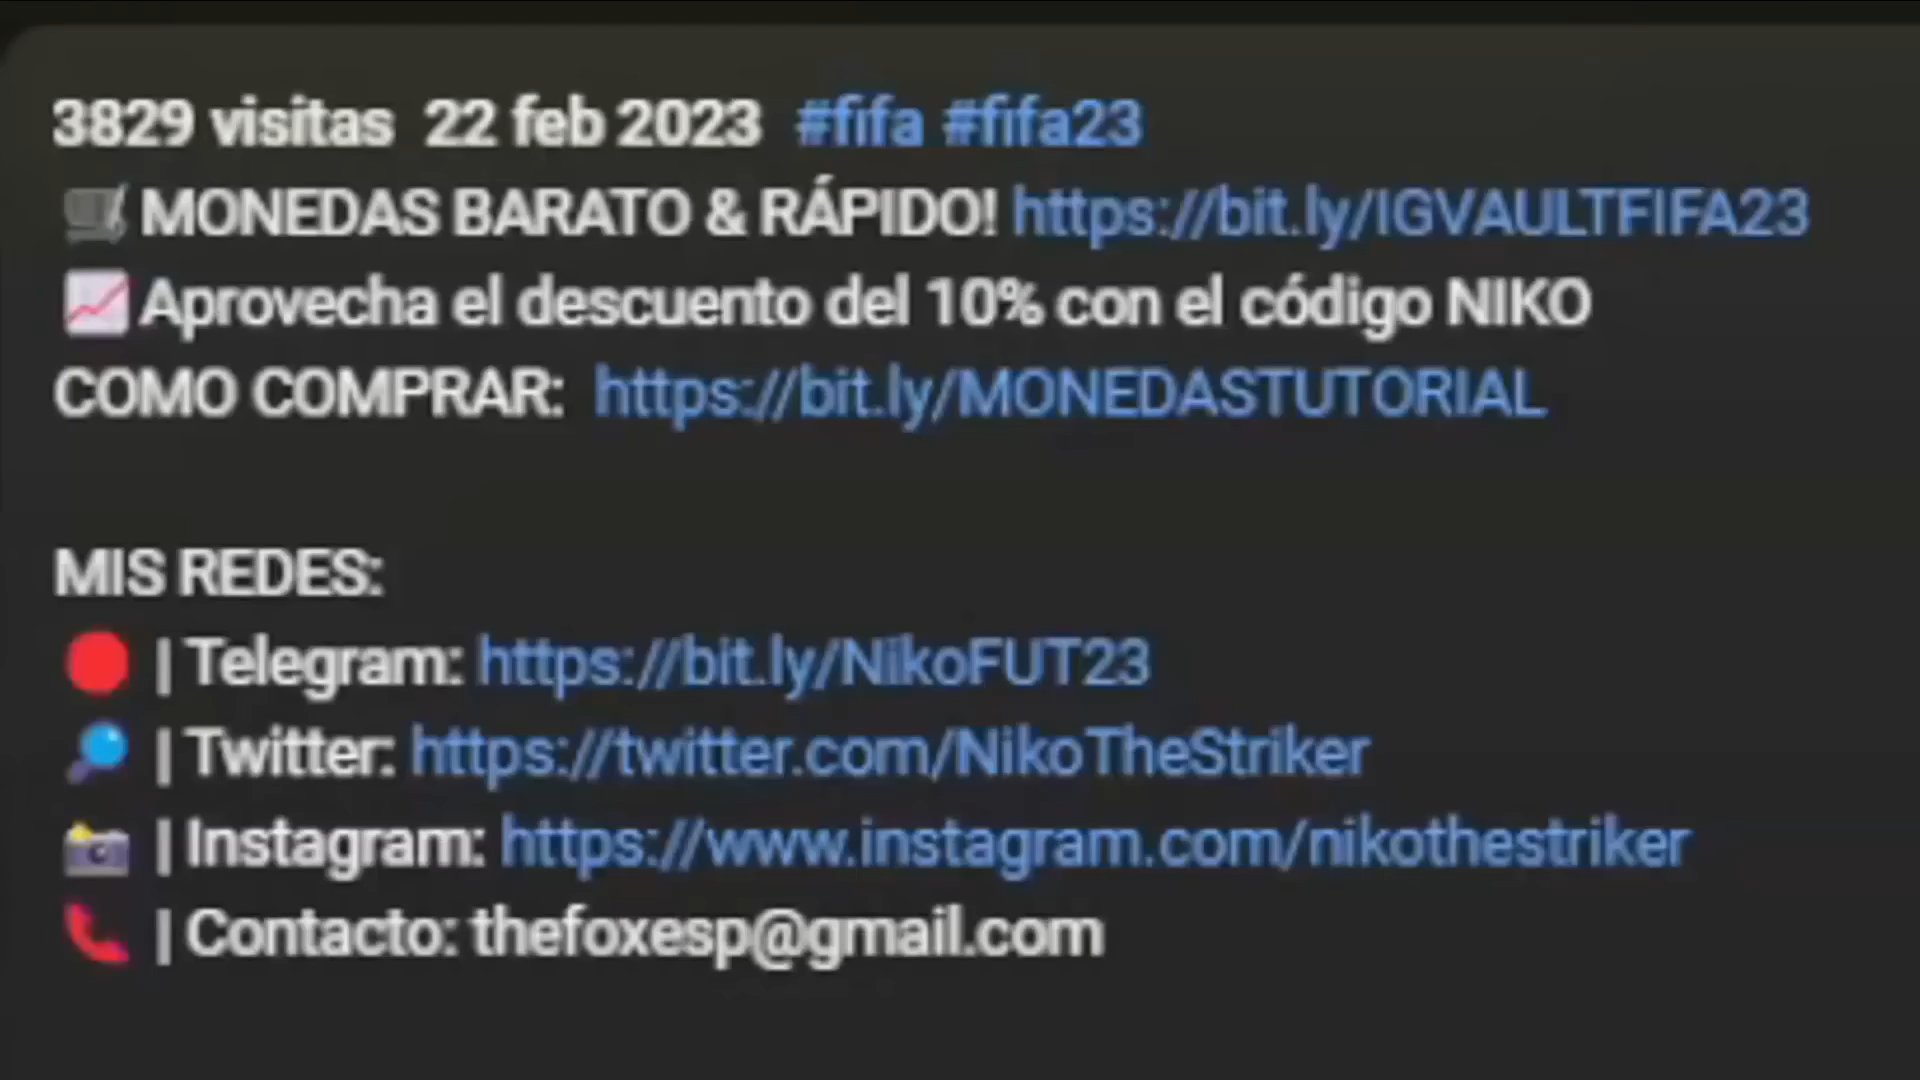 3829 visitas 22 feb 2023 #fifa #fifa23
🛒 MONEDAS BARATO & RÁPIDO! https://bit.ly/IGVAULTFIFA23
📈 Aprovecha el descuento del 10% con el código NIKO
COMO COMPRAR: https://bit.ly/MONEDASTUTORIAL
MIS REDES:
🔴 | Telegram: https://bit.ly/NikoFUT23
🔎 | Twitter: https://twitter.com/NikoTheStriker
📸 | Instagram: https://www.instagram.com/nikothestriker
📞 | Contacto: thefoxesp@gmail.com